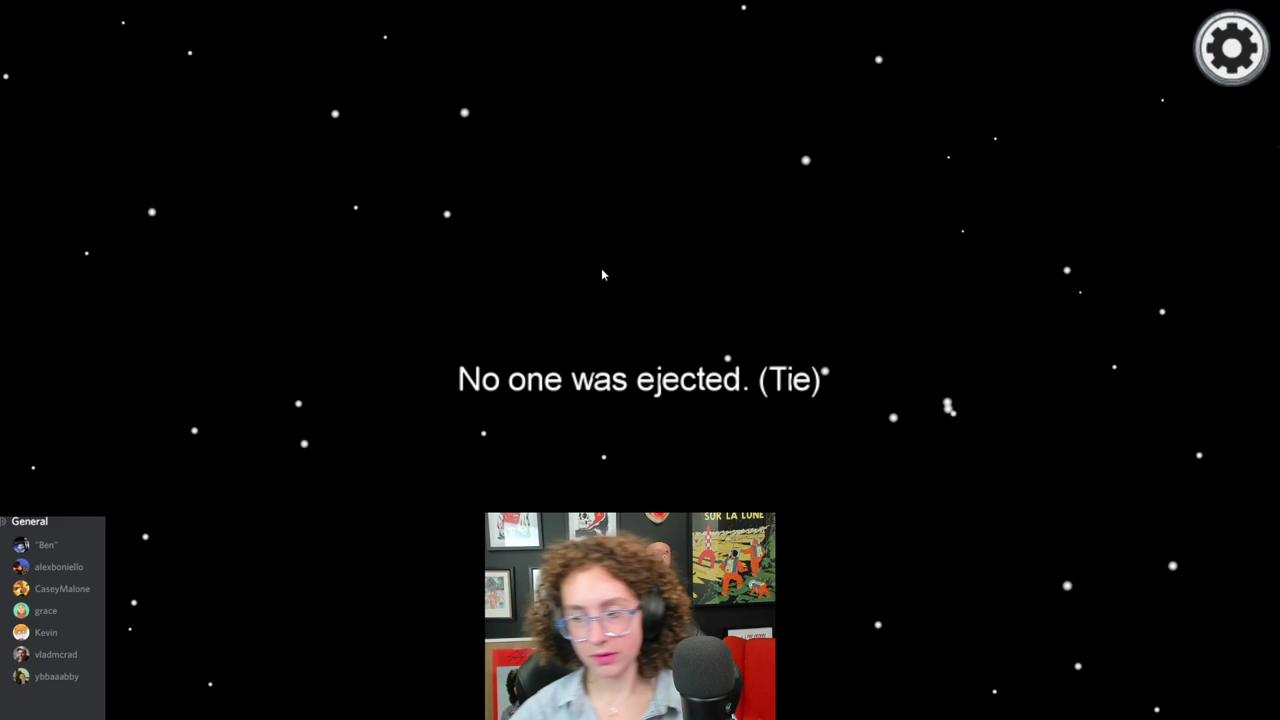 No one was ejected. (Tie)
General
"Ben"
alexboniello
CaseyMalone
grace
Kevin
vladmcrad
ybbaaabby
SUR LA LUNE